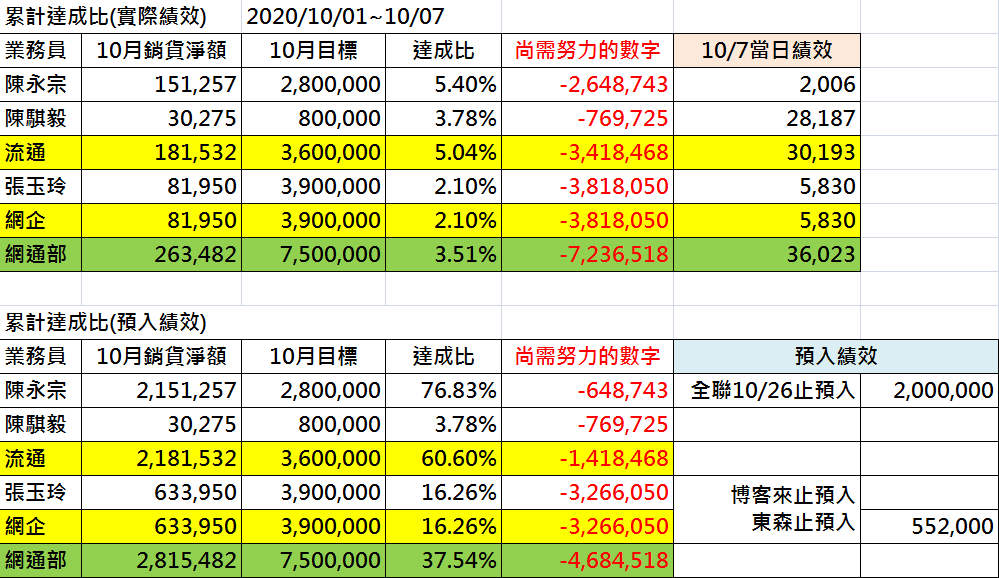 累計達成比(實際績效) 2020/10/01~10/07
業務員 10月銷貨淨額 10月目標 達成比 尚需努力的數字 10/7當日績效
陳永宗 151,257 2,800,000 5.40% -2,648,743 2,006
陳騏毅 30,275 800,000 3.78% -769,725 28,187
流通 181,532 3,600,000 5.04% -3,418,468 30,193
張玉玲 81,950 3,900,000 2.10% -3,818,050 5,830
網企 81,950 3,900,000 2.10% -3,818,050 5,830
網通部 263,482 7,500,000 3.51% -7,236,518 36,023
累計達成比(預入績效)
業務員 10月銷貨淨額 10月目標 達成比 尚需努力的數字 預入績效
陳永宗 2,151,257 2,800,000 76.83% -648,743 全聯10/26止預入 2,000,000
陳騏毅 30,275 800,000 3.78% -769,725
流通 2,181,532 3,600,000 60.60% -1,418,468
張玉玲 633,950 3,900,000 16.26% -3,266,050 博客來止預入
網企 633,950 3,900,000 16.26% -3,266,050 東森止預入 552,000
網通部 2,815,482 7,500,000 37.54% -4,684,518